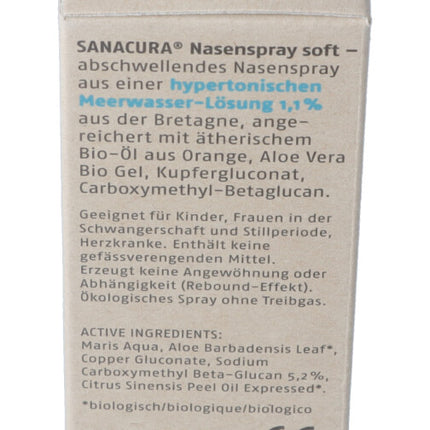 SANACURA® Nasenspray soft –
abschwellendes Nasenspray
aus einer hypertonischen
Meerwasser-Lösung 1,1%
aus der Bretagne, ange-
reichert mit ätherischem
Bio-Öl aus Orange, Aloe Vera
Bio Gel, Kupfergluconat,
Carboxymethyl-Betaglucan.
Geeignet für Kinder, Frauen in der
Schwangerschaft und Stillperiode,
Herzkranke. Enthält keine
gefässverengenden Mittel.
Erzeugt keine Angewöhnung oder
Abhängigkeit (Rebound-Effekt).
Ökologisches Spray ohne Treibgas.
ACTIVE INGREDIENTS:
Maris Aqua, Aloe Barbadensis Leaf*,
Copper Gluconate, Sodium
Carboxymethyl Beta-Glucan 5,2%,
Citrus Sinensis Peel Oil Expressed*.
*biologisch/biologique/biologico